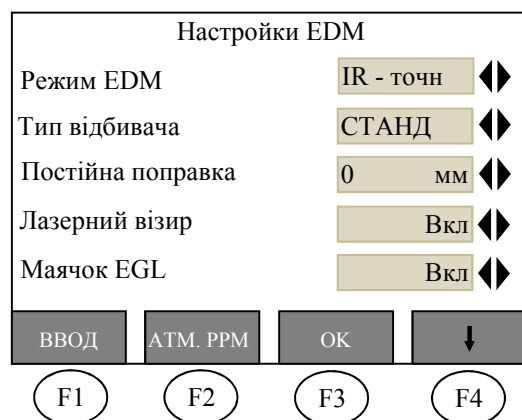 Настройки EDM
Режим EDM IR - точн
Тип відбивача СТАНД
Постійна поправка 0 мм
Лазерний візир Вкл
Маячок EGL Вкл
ВВОД АТМ. PPM OK
F1 F2 F3 F4